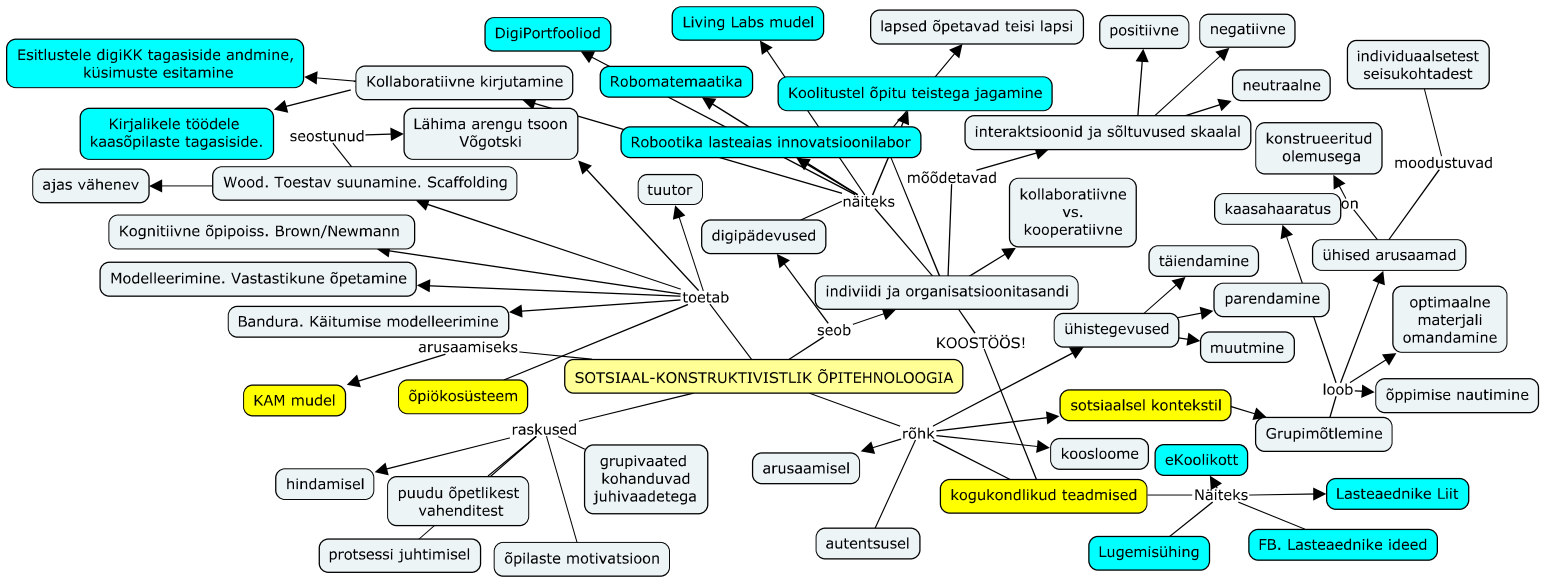 Living Labs mudel
lapsed õpetavad teisi lapsi
positiivne
negatiivne
DigiPortfooliod
Esitlustele digiKK tagasiside andmine,
küsimuste esitamine
individuaalsetest
seisukohtadest
Kollaboratiivne kirjutamine
Robomatemaatika
Koolitustel õpitu teistega jagamine
neutraalne
Kirjalikele töödele
kaasõpilaste tagasiside.
seostunud
Lähima arengu tsoon
Võgotski
Robootika lasteaias innovatsioonilabor
interaktsioonid ja sõltuvused skaalal
konstrueeritud
olemusega
moodustuvad
ajas vähenev
Wood. Toestav suunamine. Scaffolding
tuutor
näiteks
mõõdetavad
kollaboratiivne
vs.
kooperatiivne
kaasahaaratus
on
Kognitiivne õpipoiss. Brown/Newmann
digipädevused
ühised arusaamad
täiendamine
Modelleerimine. Vastastikune õpetamine
toetab
indiviidi ja organisatsioonitasandi
parendamine
optimaalne
materjali
omandamine
Bandura. Käitumise modelleerimine
seob
ühistegevused
arusaamiseks
KOOSTÖÖS!
muutmine
SOTSIAAL-KONSTRUKTIVISTLIK ÕPITEHNOLOOGIA
KAM mudel
õpiökosüsteem
loob
õppimise nautimine
sotsiaalsel kontekstil
raskused
rõhk
Grupimõtlemine
hindamisel
grupivaated
kohanduvad
juhivaadetega
arusaamisel
koosloome
eKoolikott
puudu õpetlikest
vahenditest
kogukondlikud teadmised
Näiteks
Lasteaednike Liit
protsessi juhtimisel
õpilaste motivatsioon
autentsusel
Lugemisühing
FB. Lasteaednike ideed